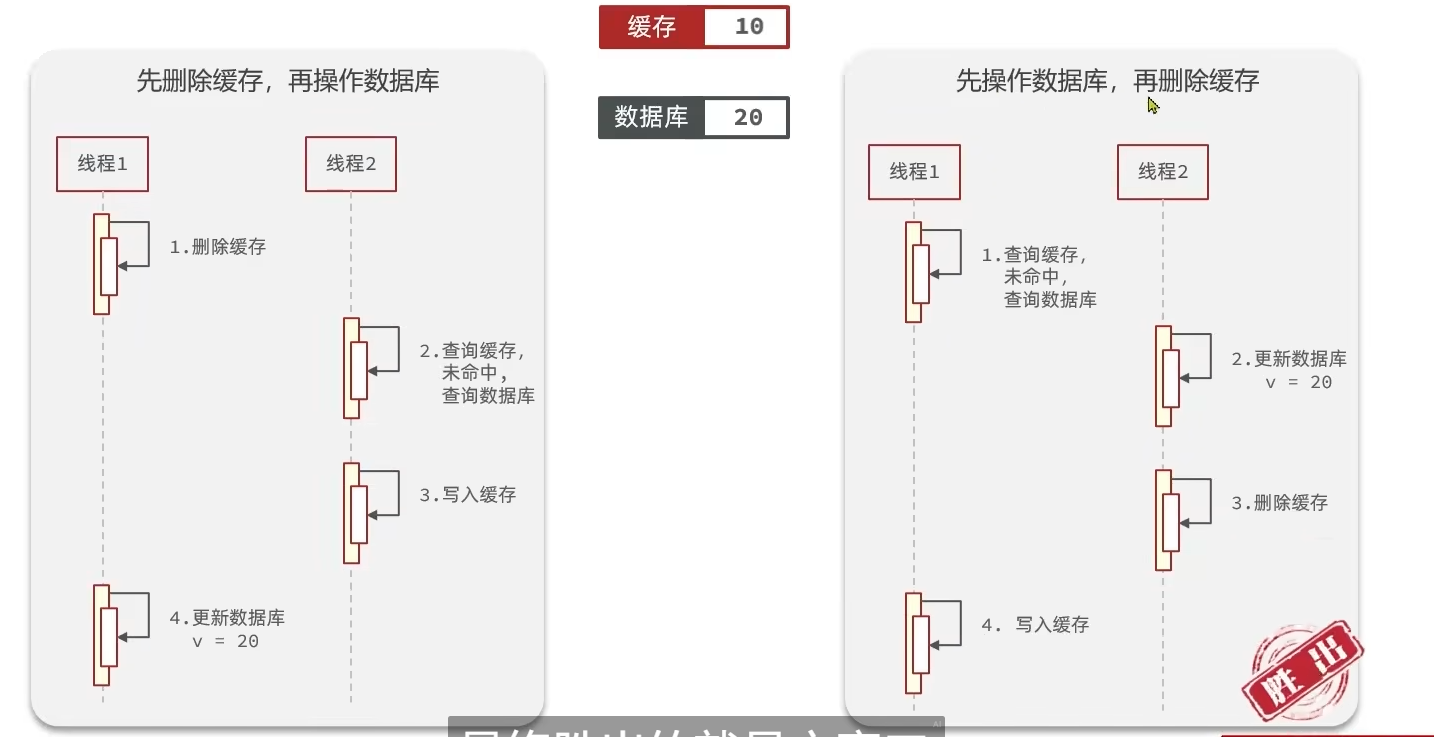 缓存 10
数据库 20
先删除缓存，再操作数据库
线程1
线程2
1.删除缓存
2.查询缓存，
未命中，
查询数据库
3.写入缓存
4.更新数据库
v = 20
先操作数据库，再删除缓存
线程1
线程2
1.查询缓存，
未命中，
查询数据库
2.更新数据库
v = 20
3.删除缓存
4. 写入缓存
胜出